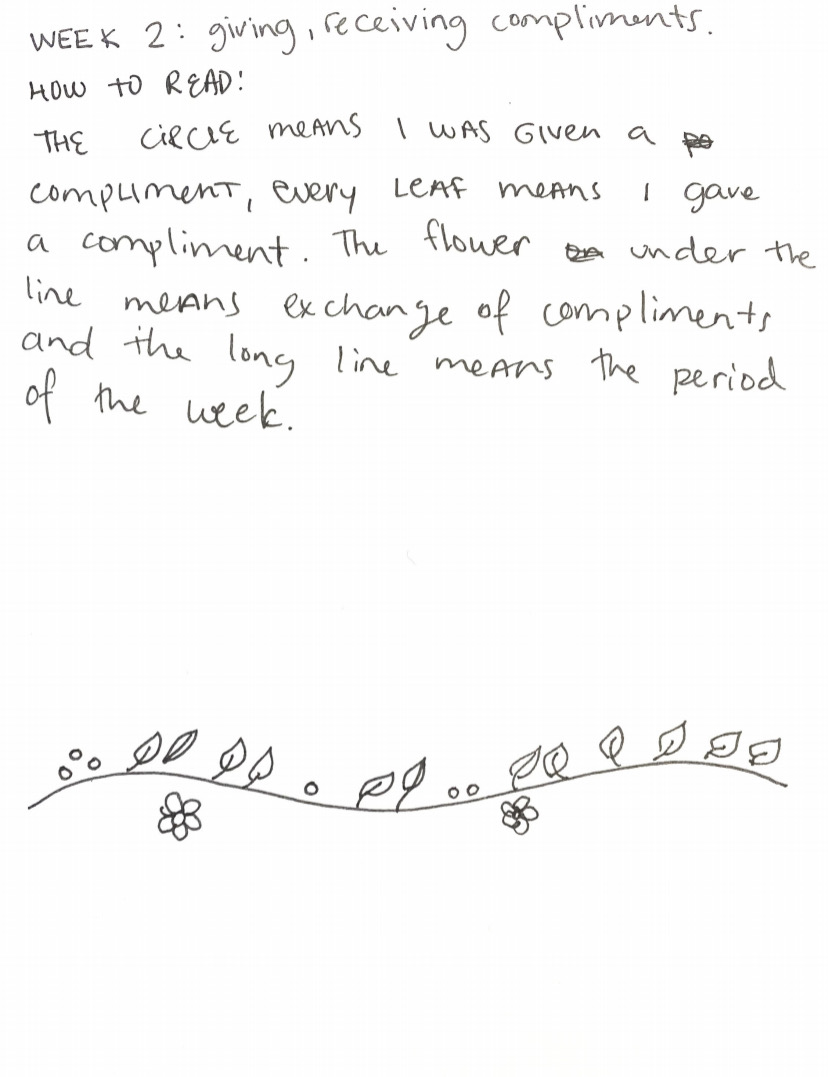 WEEK 2: giving, receiving compliments.
HOW TO READ!
THE CIRCLE meANS I WAS GIVEN a
compLIMENT, every LEAF meANS I gave
a compliment. The flower under the
line meANS exchange of compliments
and the long line meANS the period
of the week.